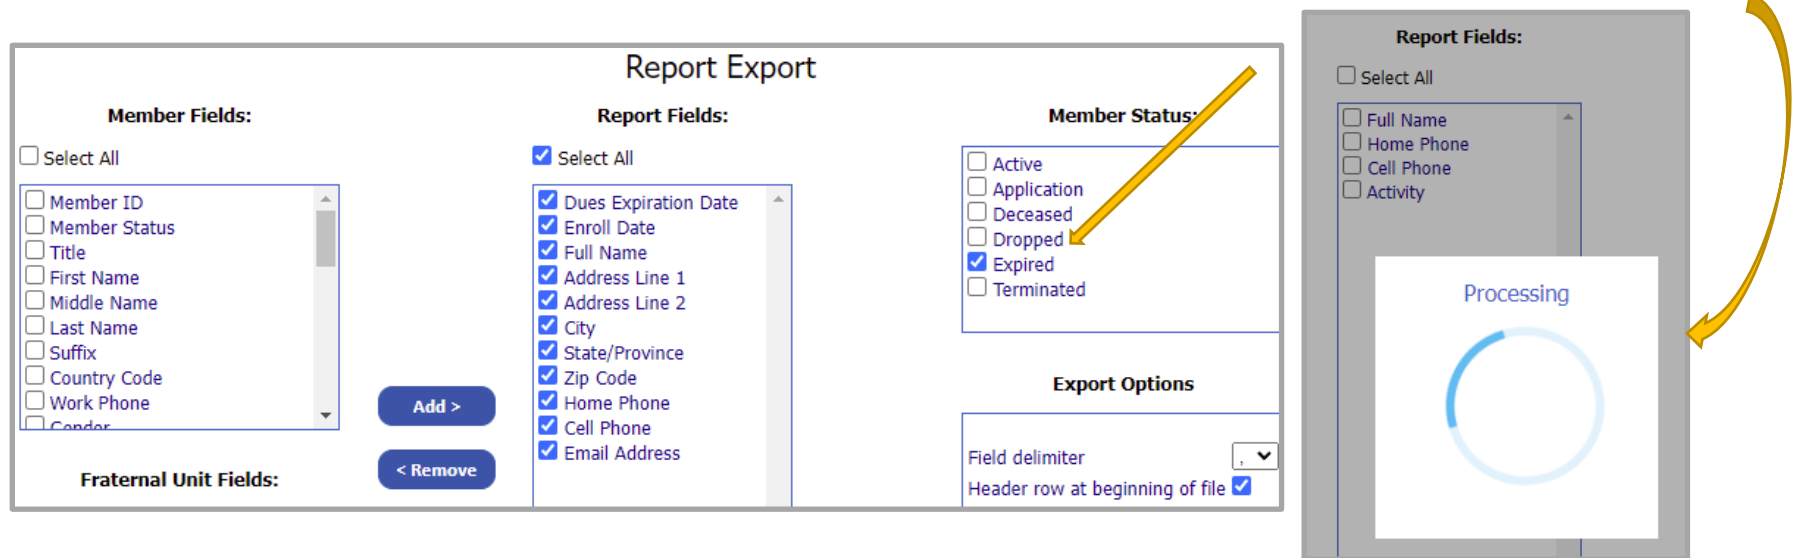 Report Export
Member Fields:
Select All
Member ID
Member Status
Title
First Name
Middle Name
Last Name
Suffix
Country Code
Work Phone
Gender
Fraternal Unit Fields:
Add >
< Remove
Report Fields:
Select All
Dues Expiration Date
Enroll Date
Full Name
Address Line 1
Address Line 2
City
State/Province
Zip Code
Home Phone
Cell Phone
Email Address
Member Status:
Active
Application
Deceased
Dropped
Expired
Terminated
Export Options
Field delimiter ,
Header row at beginning of file
Report Fields:
Select All
Full Name
Home Phone
Cell Phone
Activity
Processing